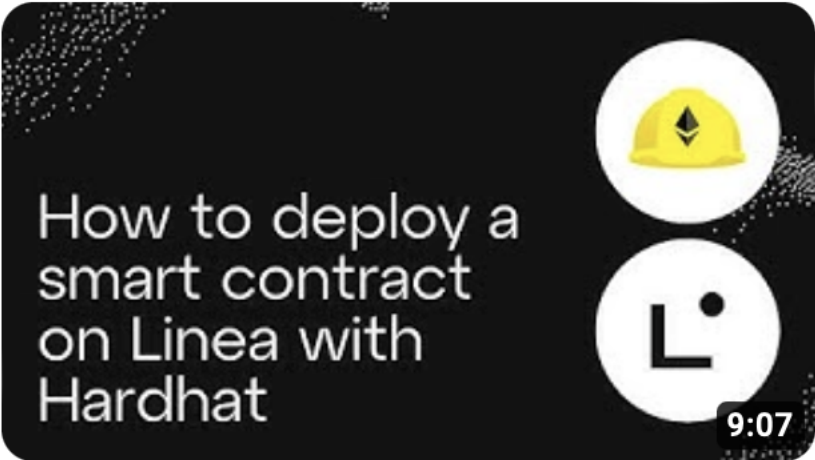 How to deploy a
smart contract
on Linea with
Hardhat
9:07